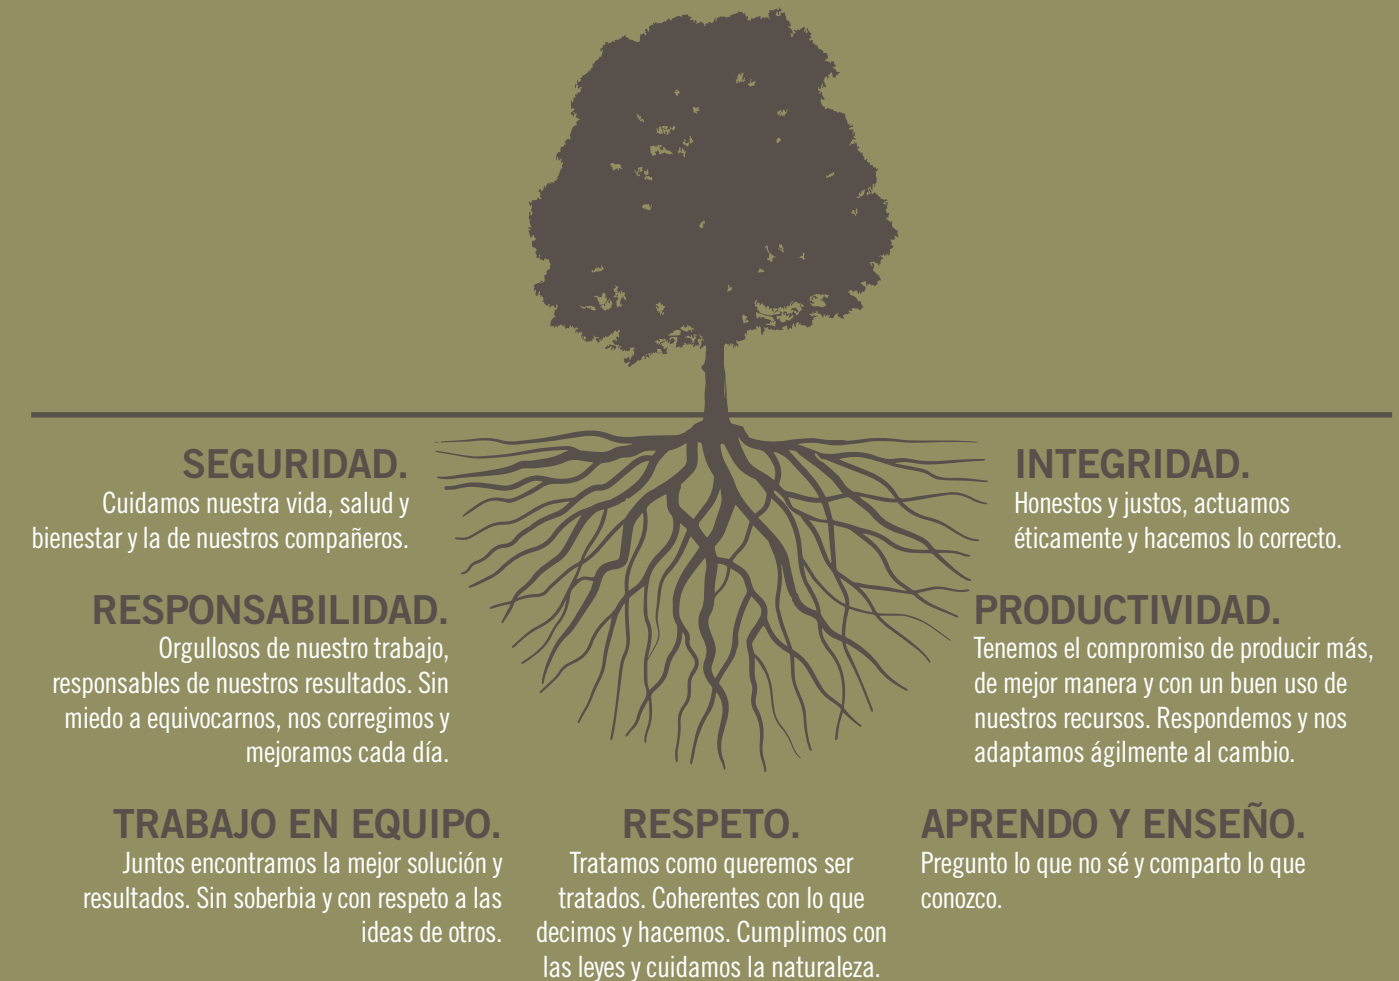 SEGURIDAD.
Cuidamos nuestra vida, salud y
bienestar y la de nuestros compañeros.
INTEGRIDAD.
Honestos y justos, actuamos
éticamente y hacemos lo correcto.
RESPONSABILIDAD.
Orgullosos de nuestro trabajo,
responsables de nuestros resultados. Sin
miedo a equivocarnos, nos corregimos y
mejoramos cada día.
PRODUCTIVIDAD.
Tenemos el compromiso de producir más,
de mejor manera y con un buen uso de
nuestros recursos. Respondemos y nos
adaptamos ágilmente al cambio.
TRABAJO EN EQUIPO.
Juntos encontramos la mejor solución y
resultados. Sin soberbia y con respeto a las
ideas de otros.
RESPETO.
Tratamos como queremos ser
tratados. Coherentes con lo que
decimos y hacemos. Cumplimos con
las leyes y cuidamos la naturaleza.
APRENDO Y ENSEÑO.
Pregunto lo que no sé y comparto lo que
conozco.